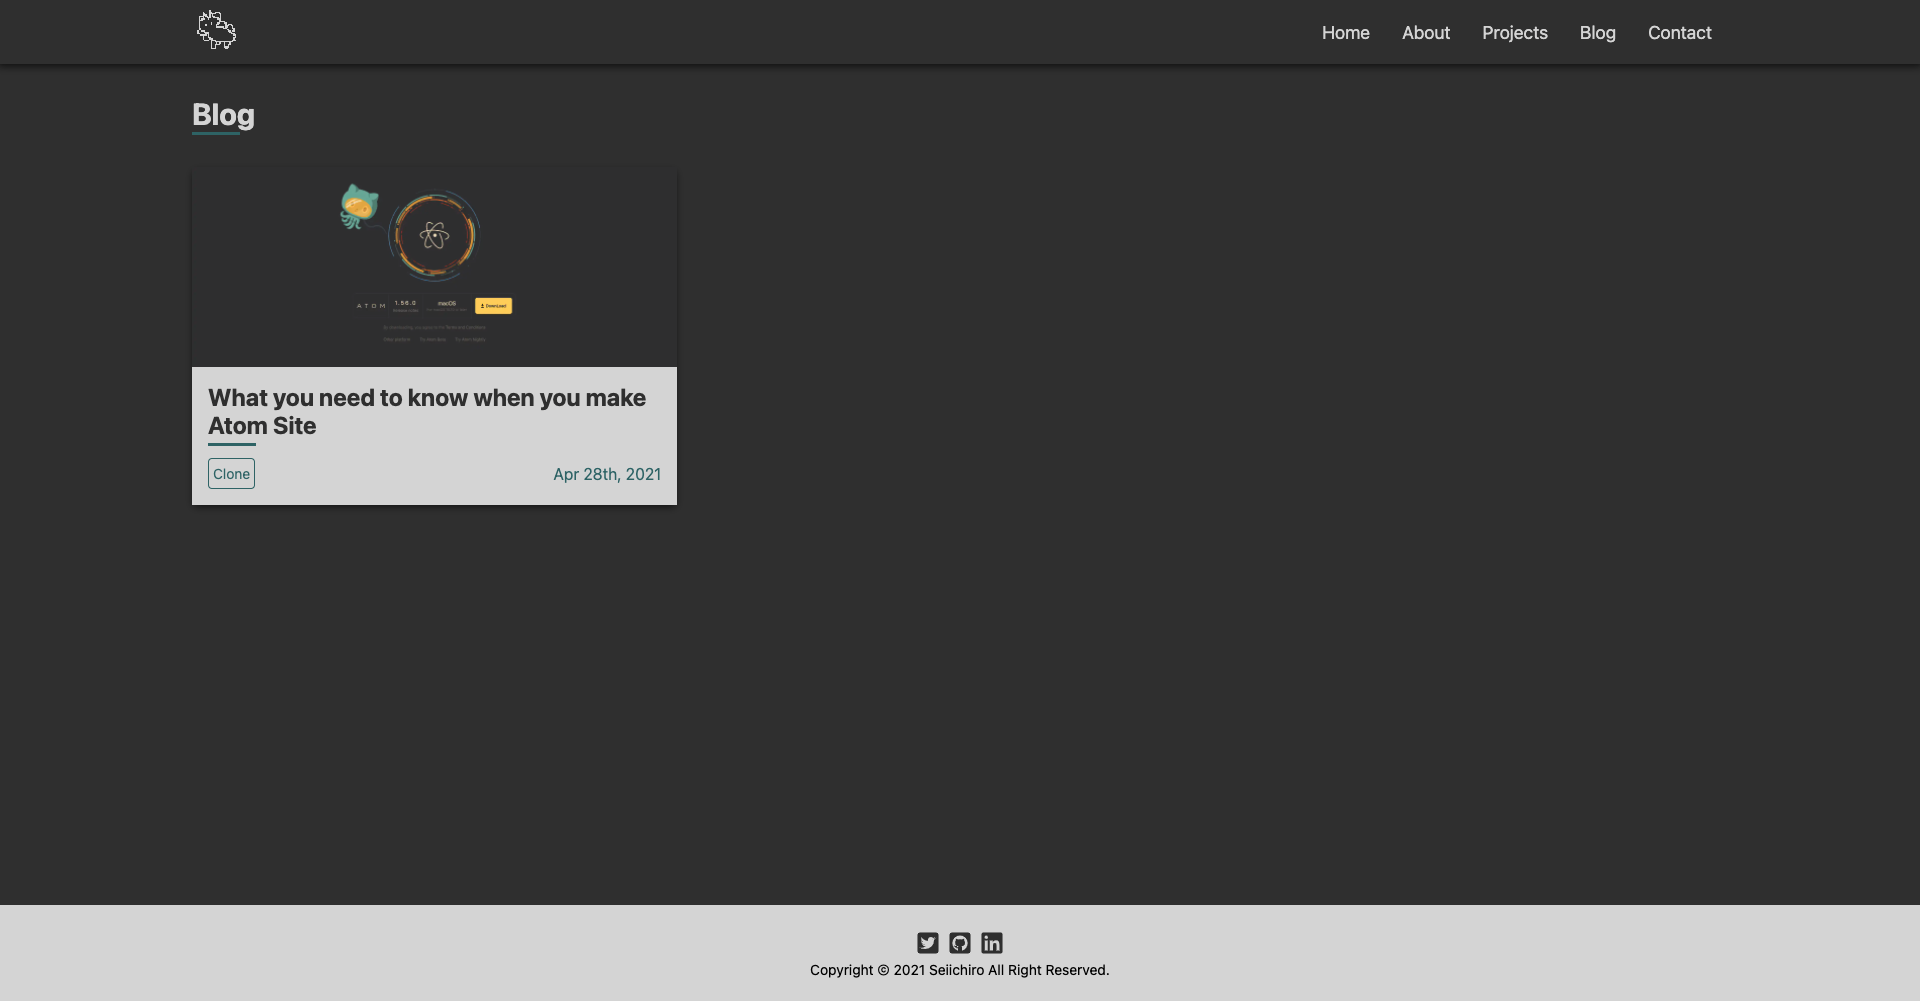 Home About Projects Blog Contact
Blog
ATOM 1.56.0 macOS Download
What you need to know when you make
Atom Site
Clone Apr 28th, 2021
Copyright © 2021 Seiichiro All Right Reserved.